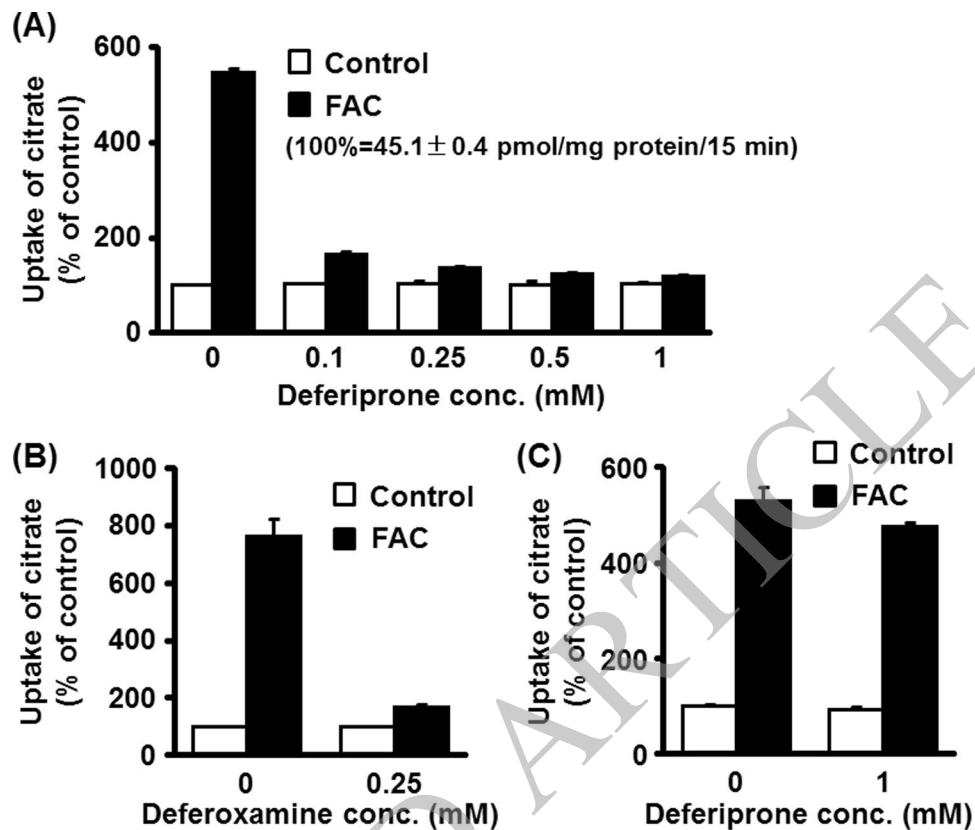 (A)
600
400
200
0
Uptake of citrate
(% of control)
Control
FAC
(100%=45.1±0.4 pmol/mg protein/15 min)
0 0.1 0.25 0.5 1
Deferiprone conc. (mM)
(B)
1000
800
600
400
200
0
Uptake of citrate
(% of control)
Control
FAC
0 0.25
Deferoxamine conc. (mM)
(C)
600
400
200
0
Uptake of citrate
(% of control)
Control
FAC
0 1
Deferiprone conc. (mM)
ARTICLE